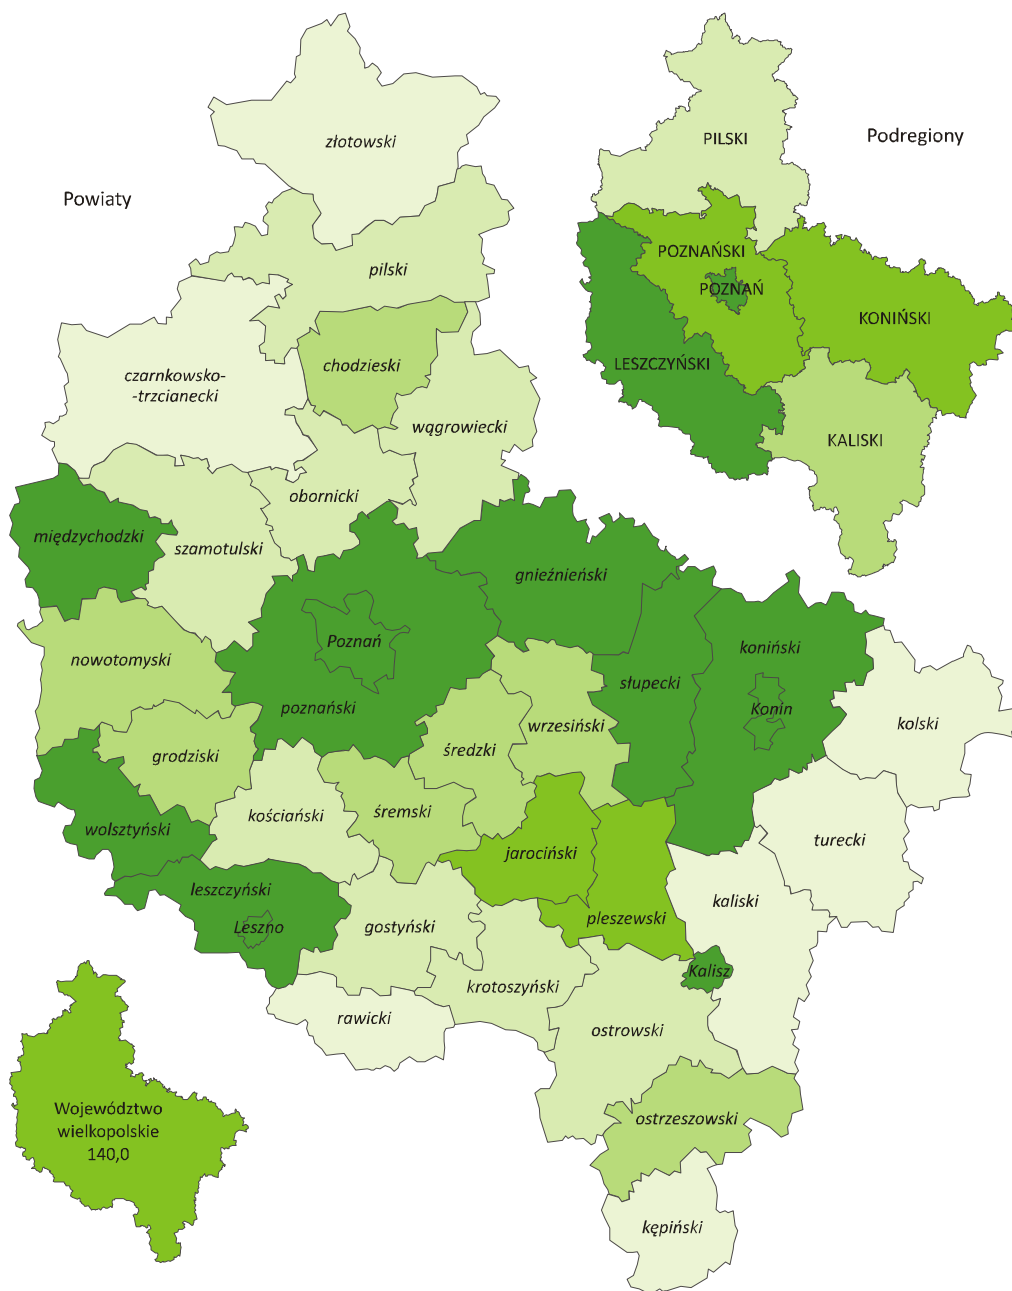 Powiaty
złotowski
pilski
chodzieski
czarnkowsko-
-trzcianecki
wągrowiecki
obornicki
międzychodzki
szamotulski
gnieźnieński
Poznań
nowotomyski
poznański
koniński
słupecki
Konin
kolski
wrzesiński
średzki
grodziski
śremski
kościański
wolsztyński
jarociński
turecki
leszczyński
Leszno
gostyński
pleszewski
kaliski
Kalisz
krotoszyński
rawicki
ostrowski
ostrzeszowski
kępiński
Podregiony
PILSKI
POZNAŃSKI
POZNAŃ
KONIŃSKI
LESZCZYŃSKI
KALISKI
Województwo
wielkopolskie
140,0